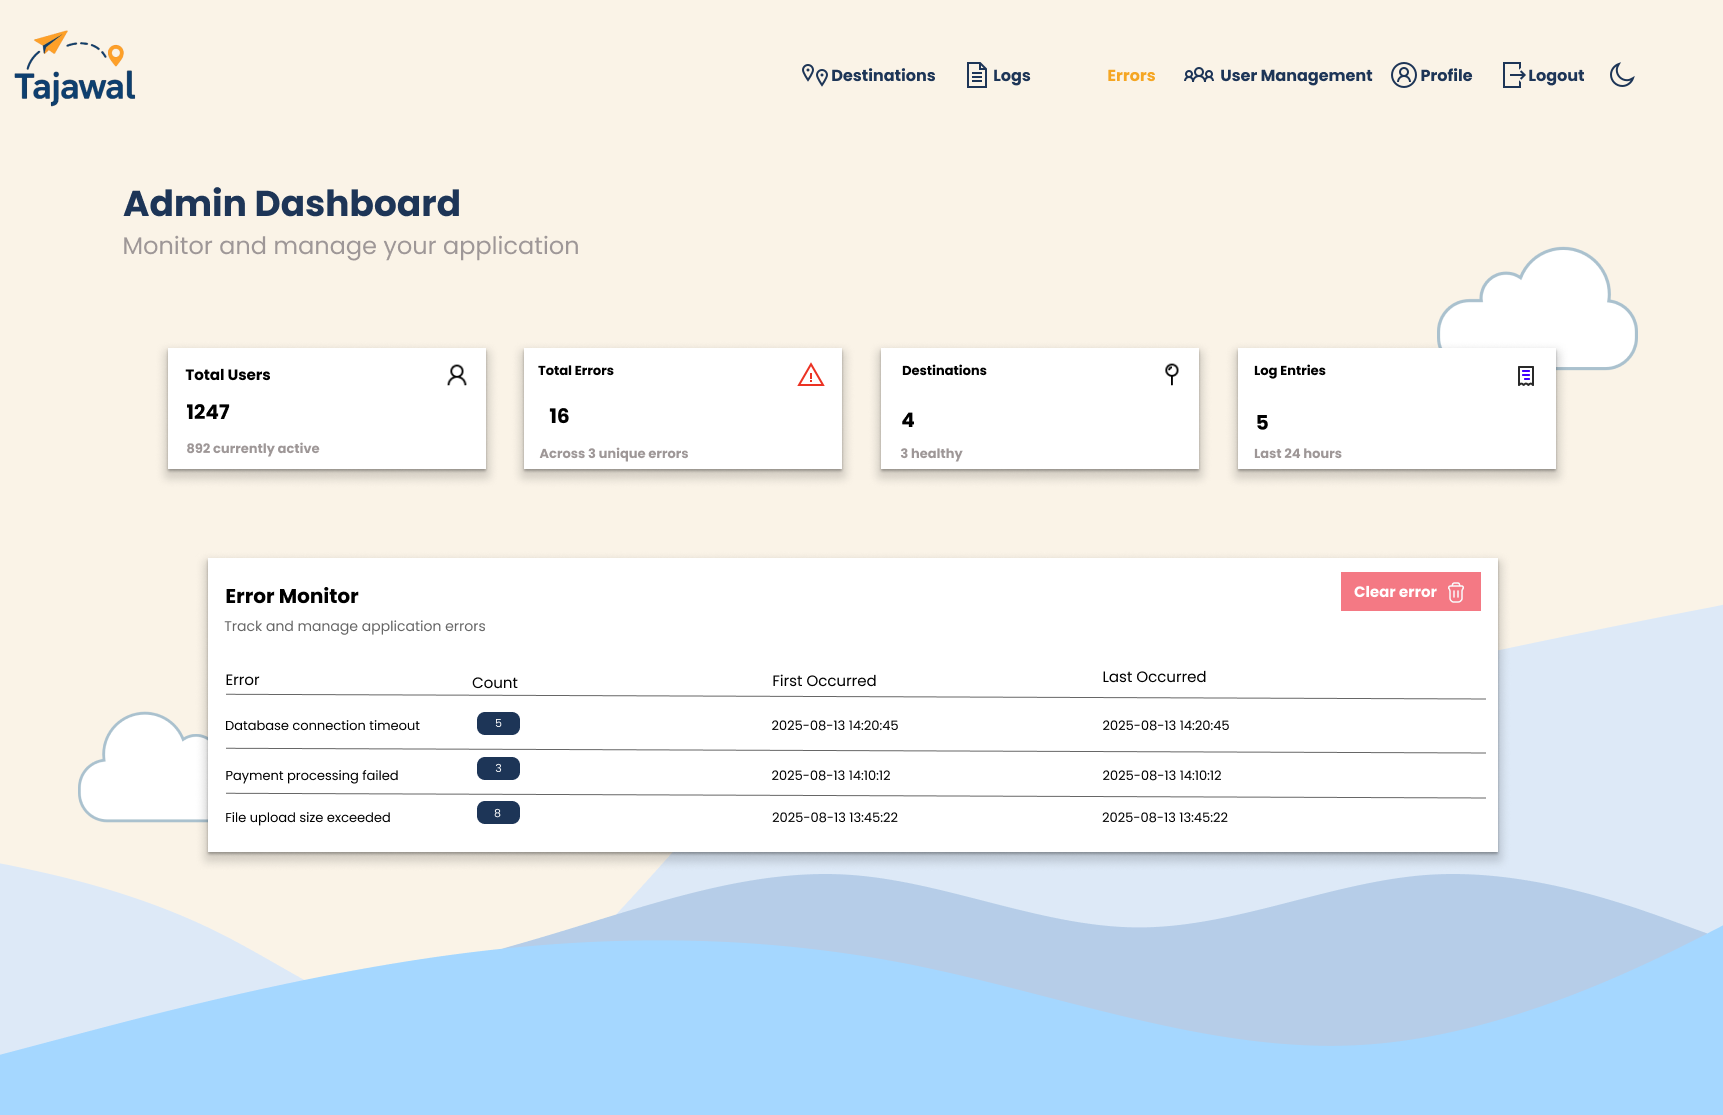 Tajawal
Destinations
Logs
Errors
User Management
Profile
Logout
Admin Dashboard
Monitor and manage your application
Total Users
1247
892 currently active
Total Errors
16
Across 3 unique errors
Destinations
4
3 healthy
Log Entries
5
Last 24 hours
Error Monitor
Clear error
Track and manage application errors
Error Count First Occurred Last Occurred
Database connection timeout 5 2025-08-13 14:20:45 2025-08-13 14:20:45
Payment processing failed 3 2025-08-13 14:10:12 2025-08-13 14:10:12
File upload size exceeded 8 2025-08-13 13:45:22 2025-08-13 13:45:22